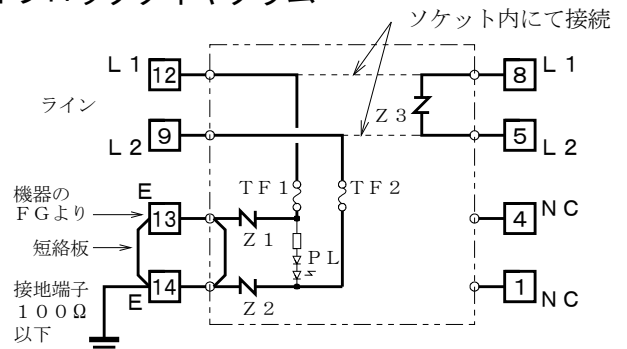 ソケット内にて接続
L1
12
8
L1
ライン
Z3
L2
9
5
L2
TF1
TF2
機器の
FGより
E
13
4
NC
Z1
短絡板
PL
接地端子
100Ω
以下
E
14
Z2
1
NC